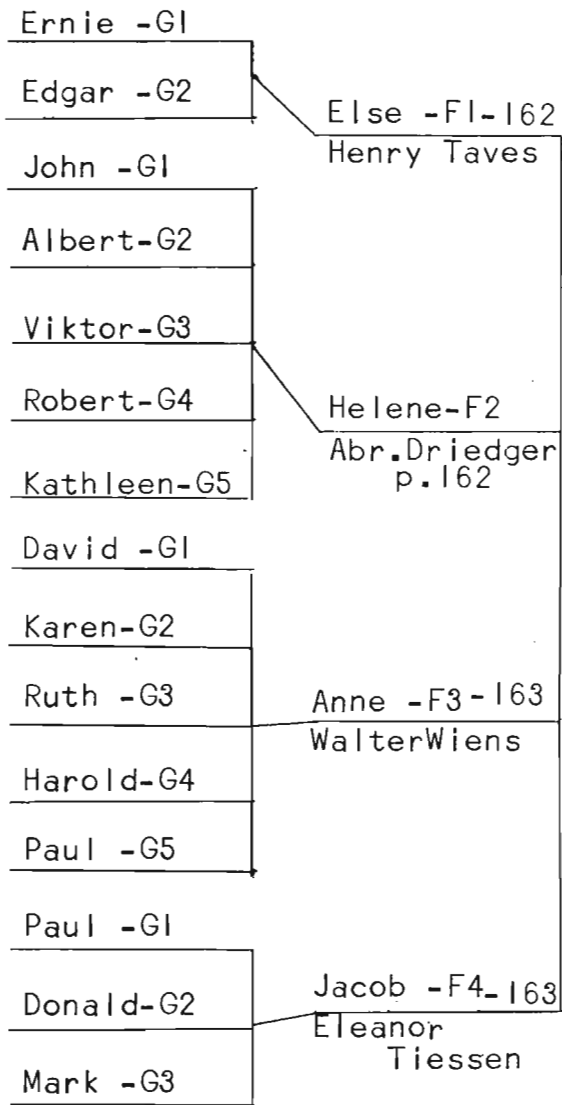 Ernie -G1
Edgar -G2
Else -F1-162
Henry Taves
John -G1
Albert-G2
Viktor-G3
Robert-G4
Kathleen-G5
Helene-F2
Abr.Driedger
p.162
David -G1
Karen-G2
Ruth -G3
Harold-G4
Paul -G5
Anne -F3-163
WalterWiens
Paul -G1
Donald-G2
Mark -G3
Jacob -F4-163
Eleanor
Tiessen